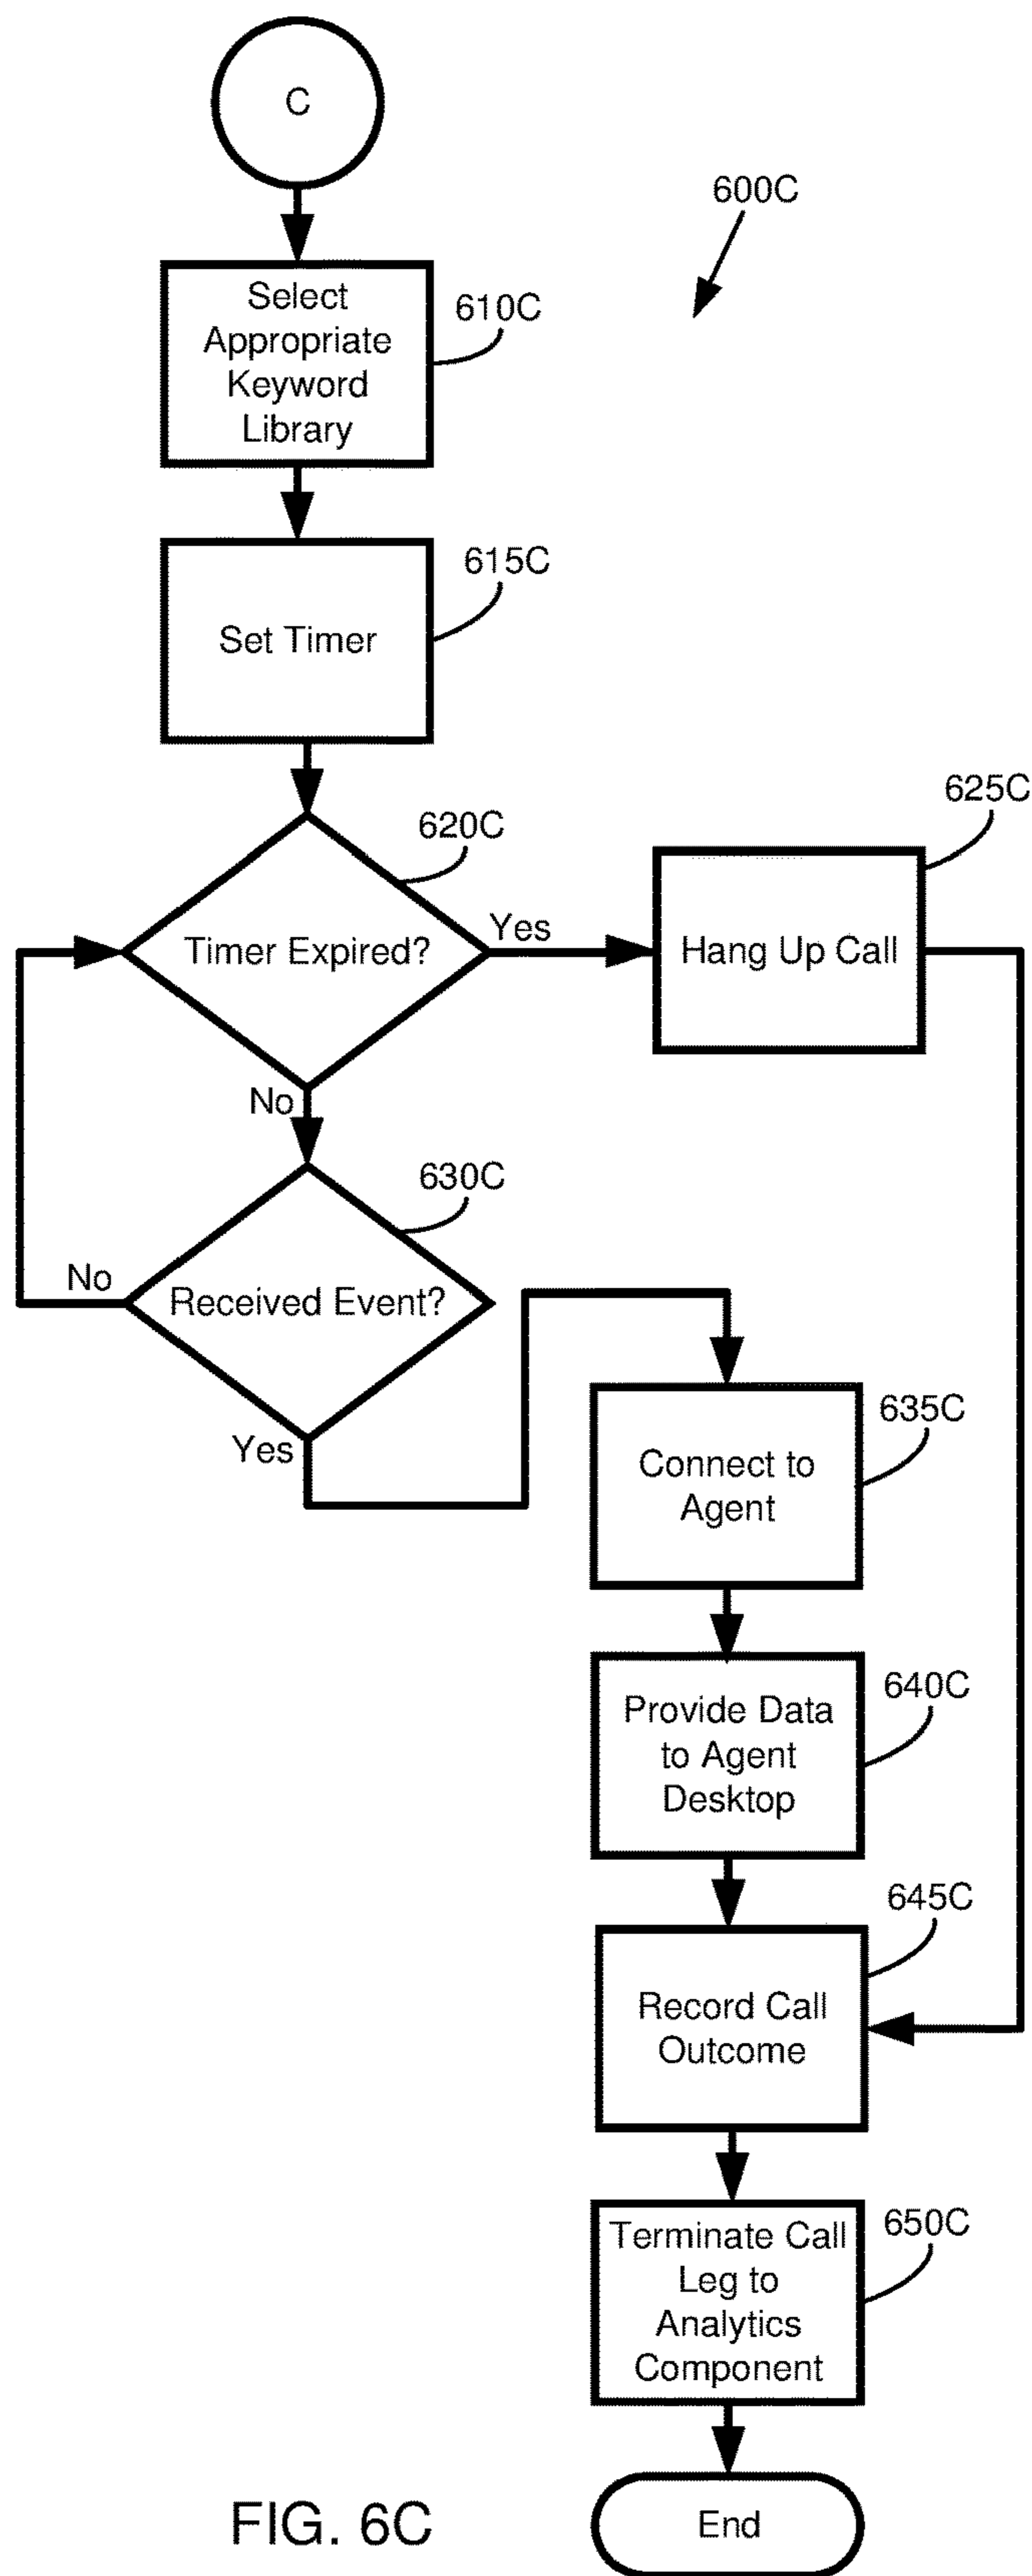 C
600C
Select
Appropriate
Keyword
Library
610C
Set Timer
615C
620C
Timer Expired?
Yes
No
625C
Hang Up Call
630C
Received Event?
No
Yes
635C
Connect to
Agent
640C
Provide Data
to Agent
Desktop
645C
Record Call
Outcome
650C
Terminate Call
Leg to
Analytics
Component
End
FIG. 6C